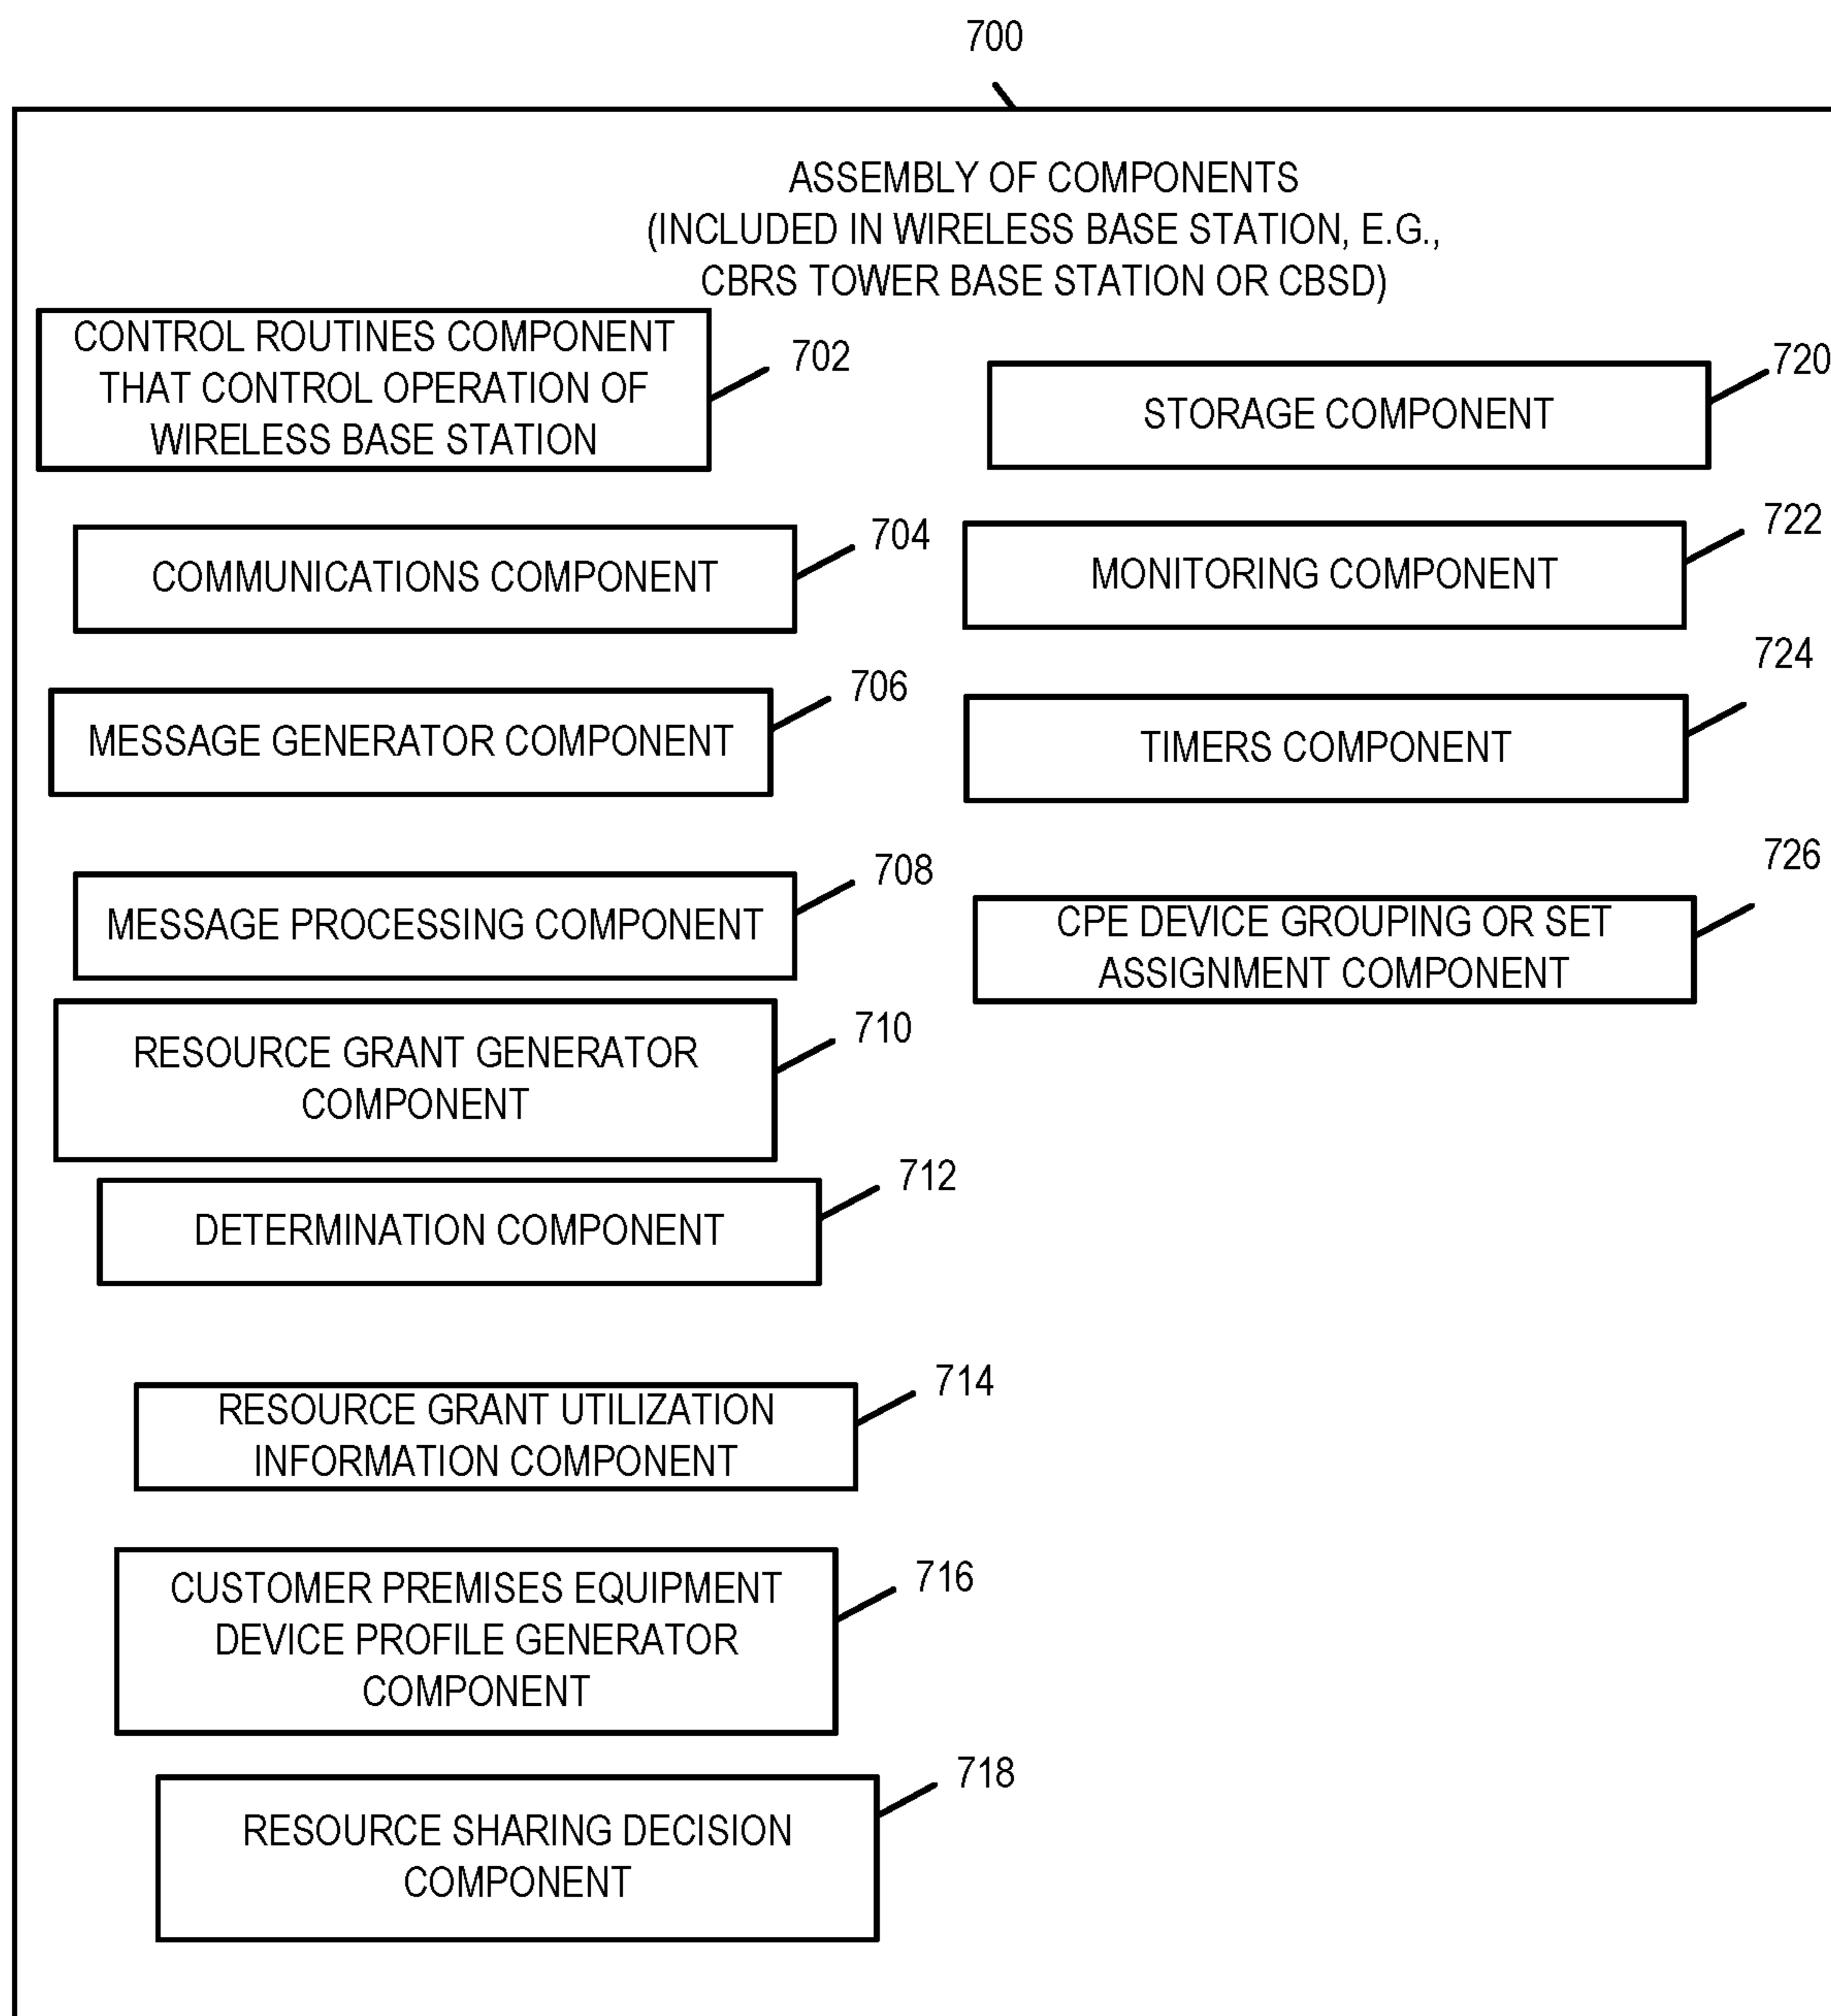 700
ASSEMBLY OF COMPONENTS
(INCLUDED IN WIRELESS BASE STATION, E.G.,
CBRS TOWER BASE STATION OR CBSD)
CONTROL ROUTINES COMPONENT
THAT CONTROL OPERATION OF
WIRELESS BASE STATION
702
COMMUNICATIONS COMPONENT
704
MESSAGE GENERATOR COMPONENT
706
MESSAGE PROCESSING COMPONENT
708
RESOURCE GRANT GENERATOR
COMPONENT
710
DETERMINATION COMPONENT
712
RESOURCE GRANT UTILIZATION
INFORMATION COMPONENT
714
CUSTOMER PREMISES EQUIPMENT
DEVICE PROFILE GENERATOR
COMPONENT
716
RESOURCE SHARING DECISION
COMPONENT
718
STORAGE COMPONENT
720
MONITORING COMPONENT
722
TIMERS COMPONENT
724
CPE DEVICE GROUPING OR SET
ASSIGNMENT COMPONENT
726